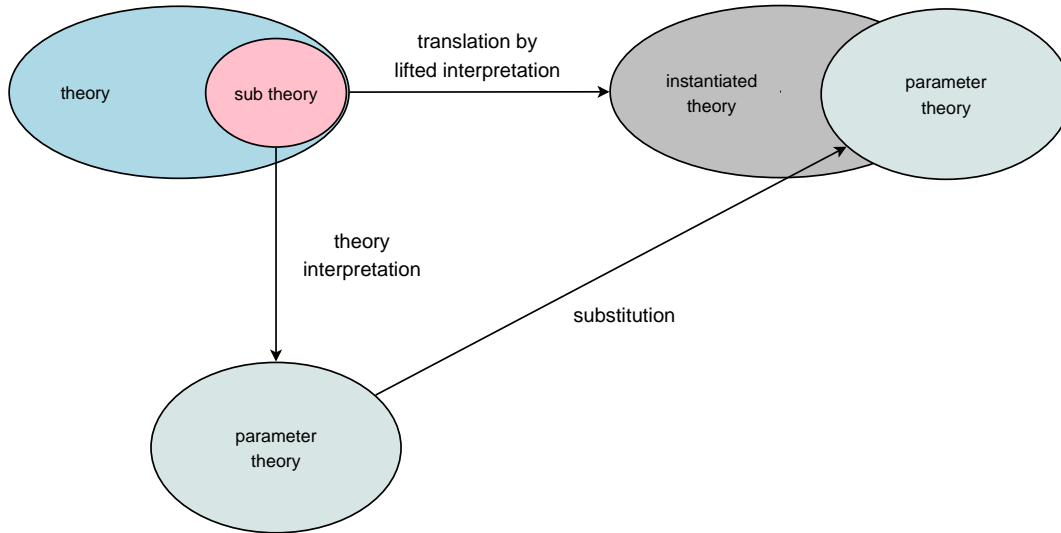 translation by
lifted interpretation
theory
sub theory
instantiated
theory
parameter
theory
theory
interpretation
substitution
parameter
theory